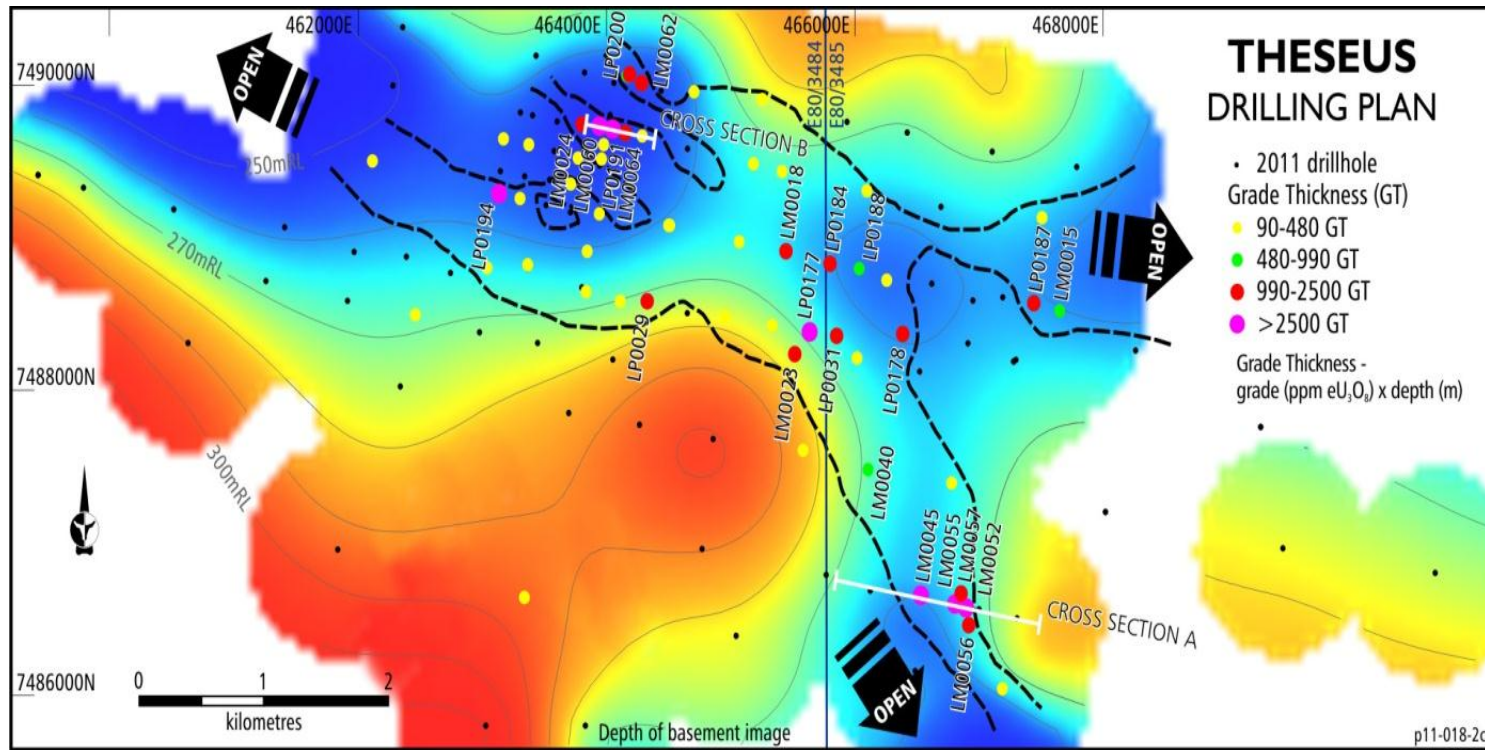 462000E
464000E
466000E
468000E
7490000N
7488000N
7486000N
OPEN
250mRL
270mRL
300mRL
E80/3484
E80/3485
LP0200
LM0062
CROSS SECTION B
LM0024
LM0060
LP0191
LM0064
LP0194
LM0018
LP0184
LP0188
LP0177
LP0187
LM0015
OPEN
LP0029
LM0023
LP0031
LP0178
LM0040
LM0045
LM0055
LM0057
LM0052
CROSS SECTION A
LM0056
OPEN
0 1 2
kilometres
Depth of basement image
THESEUS
DRILLING PLAN
2011 drillhole
Grade Thickness (GT)
90-480 GT
480-990 GT
990-2500 GT
>2500 GT
Grade Thickness -
grade (ppm eU₃O₈) x depth (m)
p11-018-2c